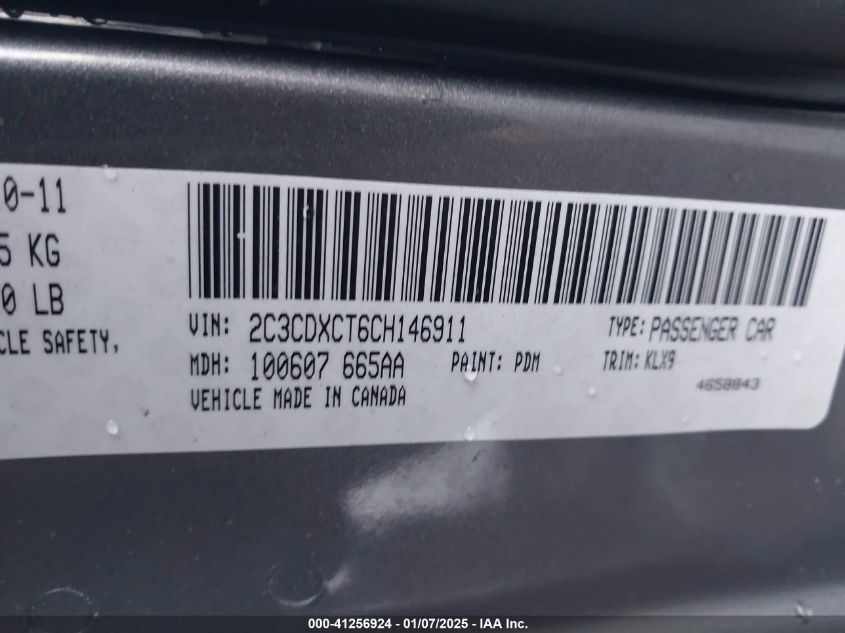 0-11
5 KG
0 LB
CLE SAFETY,
VIN: 2C3CDXCT6CH146911 TYPE: PASSENGER CAR
MDH: 100607 665AA PAINT: PDM TRIM: KLX9
VEHICLE MADE IN CANADA 4658843
000-41256924 - 01/07/2025 - IAA Inc.